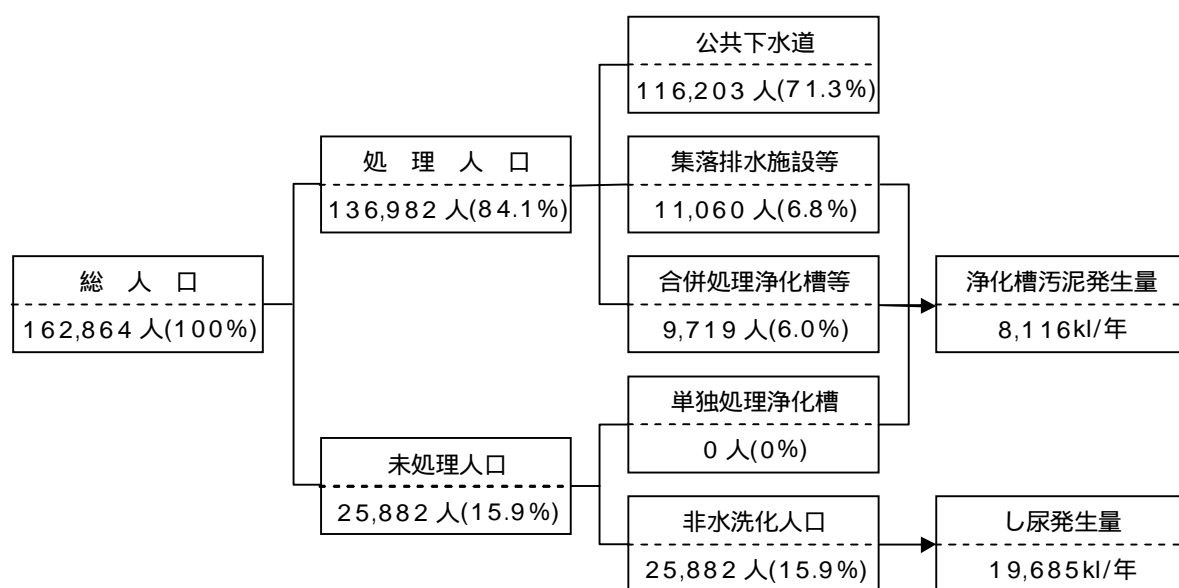 公共下水道
116,203 人(71.3%)
処 理 人 口
136,982 人(84.1%)
集落排水施設等
11,060 人(6.8%)
総 人 口
162,864 人(100%)
合併処理浄化槽等
9,719 人(6.0%)
浄化槽汚泥発生量
8,116kl/年
単独処理浄化槽
0 人(0%)
未処理人口
25,882 人(15.9%)
非水洗化人口
25,882 人(15.9%)
し尿発生量
19,685kl/年